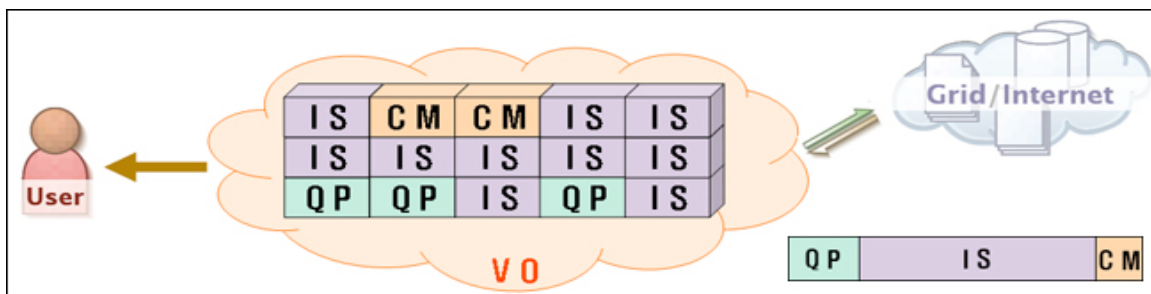 IS CM CM IS IS
IS IS IS IS IS
QP QP IS QP IS
User
Grid/Internet
VO
QP IS CM